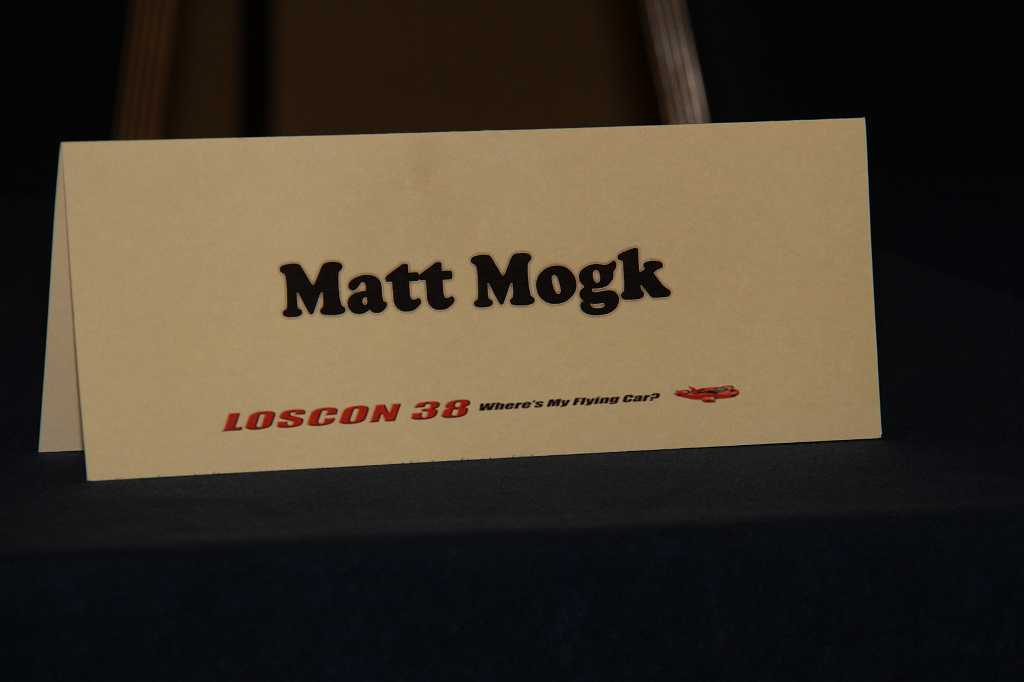 Matt Mogk
LOSCON 38 Where's My Flying Car?